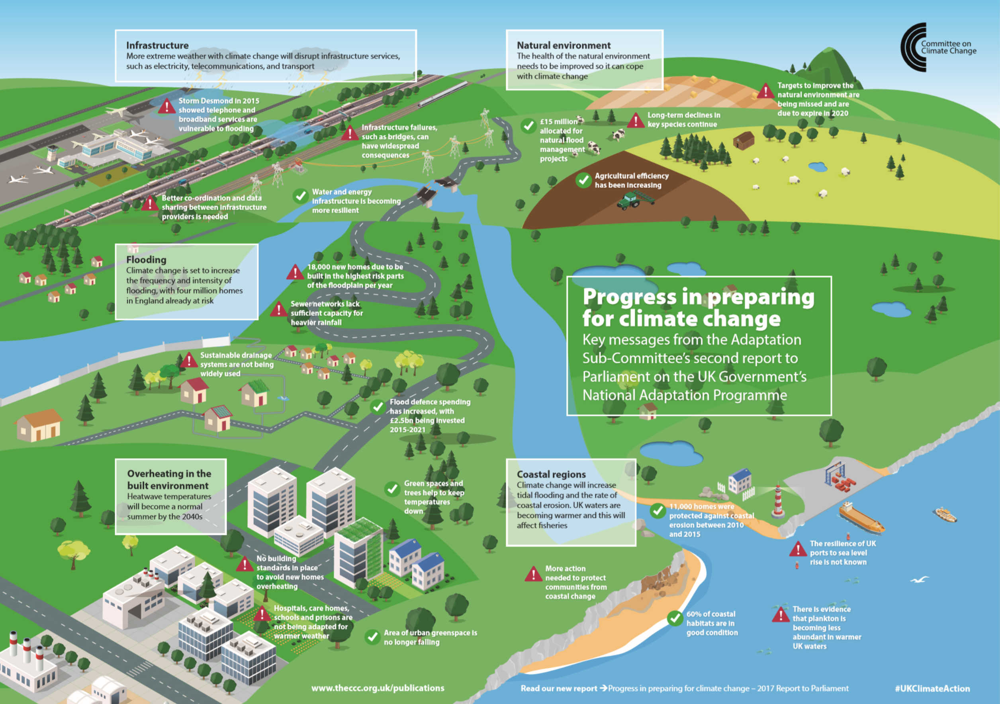 Infrastructure
More extreme weather with climate change will disrupt infrastructure services,
such as electricity, telecommunications, and transport
Natural environment
The health of the natural environment
needs to be improved so it can cope
with climate change
Committee on
Climate Change
Storm Desmond in 2015
showed telephone and
broadband services are
vulnerable to flooding
Infrastructure failures,
such as bridges, can
have widespread
consequences
Better co-ordination and data
sharing between infrastructure
providers is needed
Water and energy
infrastructure is becoming
more resilient
£15 million
allocated for
natural flood
management
projects
Long-term declines in
key species continue
Targets to improve the
natural environment are
being missed and are
due to expire in 2020
Agricultural efficiency
has been increasing
Flooding
Climate change is set to increase
the frequency and intensity of
flooding, with four million homes
in England already at risk
18,000 new homes due to be
built in the highest risk parts
of the floodplain per year
Sewer networks lack
sufficient capacity for
heavier rainfall
Sustainable drainage
systems are not being
widely used
Flood defence spending
has increased, with
£2.5bn being invested
2015-2021
Progress in preparing
for climate change
Key messages from the Adaptation
Sub-Committee's second report to
Parliament on the UK Government's
National Adaptation Programme
Overheating in the
built environment
Heatwave temperatures
will become a normal
summer by the 2040s
Green spaces and
trees help to keep
temperatures
down
No building
standards in place
to avoid new homes
overheating
Hospitals, care homes,
schools and prisons are
not being adapted for
warmer weather
Area of urban greenspace is
no longer falling
Coastal regions
Climate change will increase
tidal flooding and the rate of
coastal erosion. UK waters are
becoming warmer and this will
affect fisheries
11,000 homes were
protected against coastal
erosion between 2010
and 2015
The resilience of UK
ports to sea level
rise is not known
More action
needed to protect
communities from
coastal change
60% of coastal
habitats are in
good condition
There is evidence
that plankton is
becoming less
abundant in warmer
UK waters
www.theccc.org.uk/publications
Read our new report → Progress in preparing for climate change – 2017 Report to Parliament
#UKClimateAction